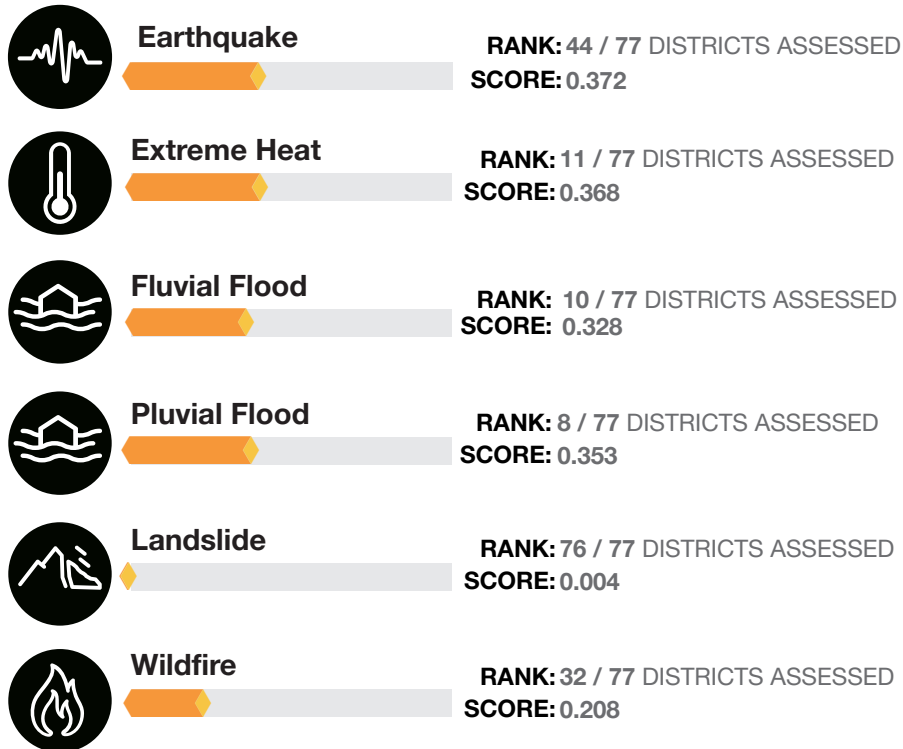 Earthquake
RANK: 44 / 77 DISTRICTS ASSESSED
SCORE: 0.372
Extreme Heat
RANK: 11 / 77 DISTRICTS ASSESSED
SCORE: 0.368
Fluvial Flood
RANK: 10 / 77 DISTRICTS ASSESSED
SCORE: 0.328
Pluvial Flood
RANK: 8 / 77 DISTRICTS ASSESSED
SCORE: 0.353
Landslide
RANK: 76 / 77 DISTRICTS ASSESSED
SCORE: 0.004
Wildfire
RANK: 32 / 77 DISTRICTS ASSESSED
SCORE: 0.208